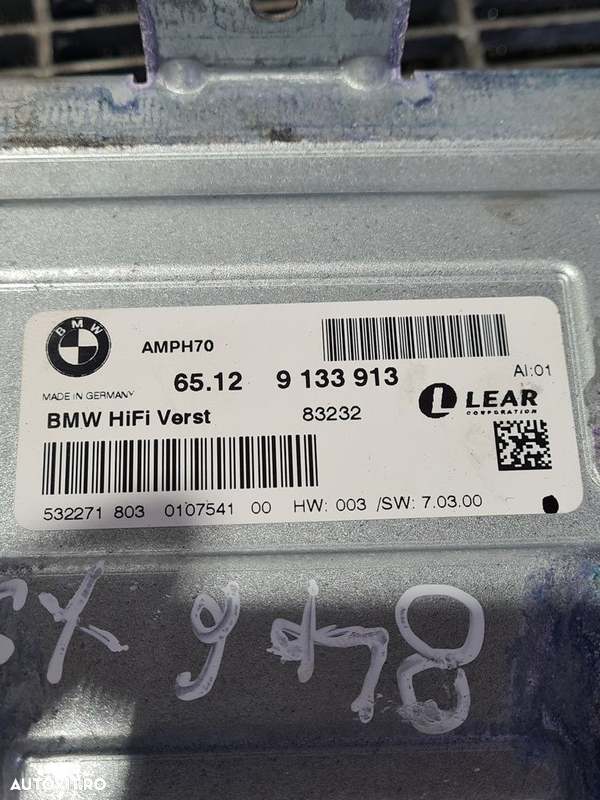 BMW
AMPH70
65.12 9 133 913
AI:01
MADE IN GERMANY
BMW HiFi Verst 83232
LEAR
CORPORATION
532271 803 0107541 00 HW: 003 /SW: 7.03.00
AUTOVIT.RO